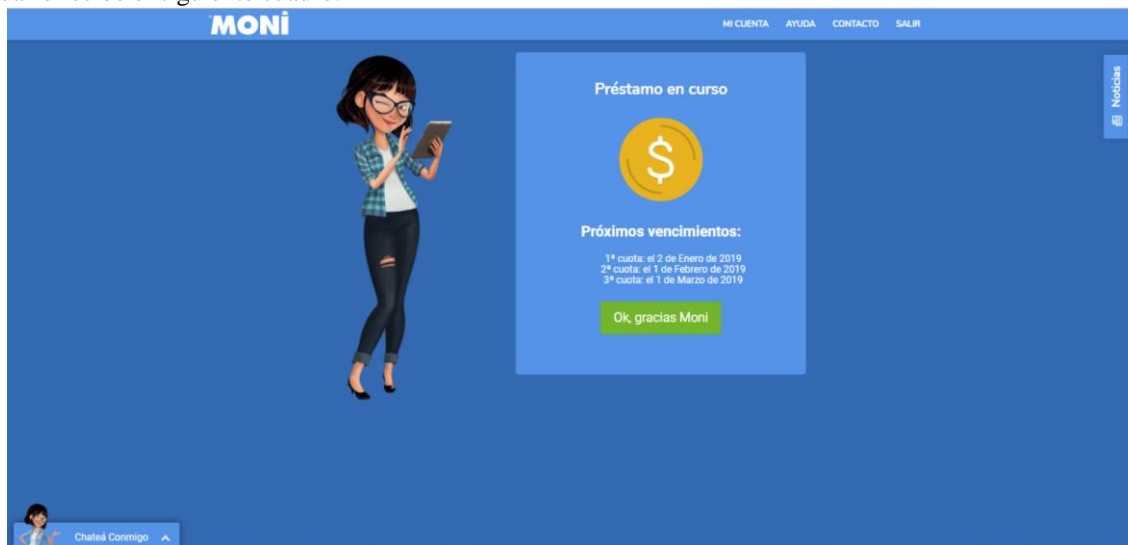 MONI
MI CUENTA AYUDA CONTACTO SALIR
Noticias
Préstamo en curso
$
Próximos vencimientos:
1ª cuota: el 2 de Enero de 2019
2ª cuota: el 1 de Febrero de 2019
3ª cuota: el 1 de Marzo de 2019
Ok, gracias Moni
Chateá Conmigo